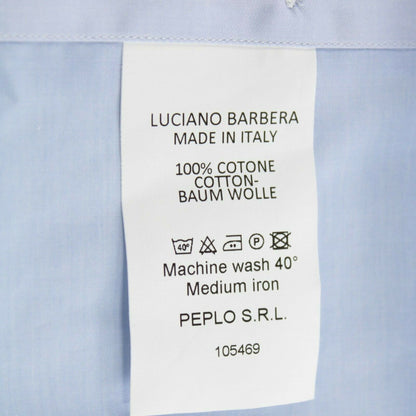 LUCIANO BARBERA
MADE IN ITALY
100% COTONE
COTTON-
BAUM WOLLE
40° P
Machine wash 40°
Medium iron
PEPLO S.R.L.
105469